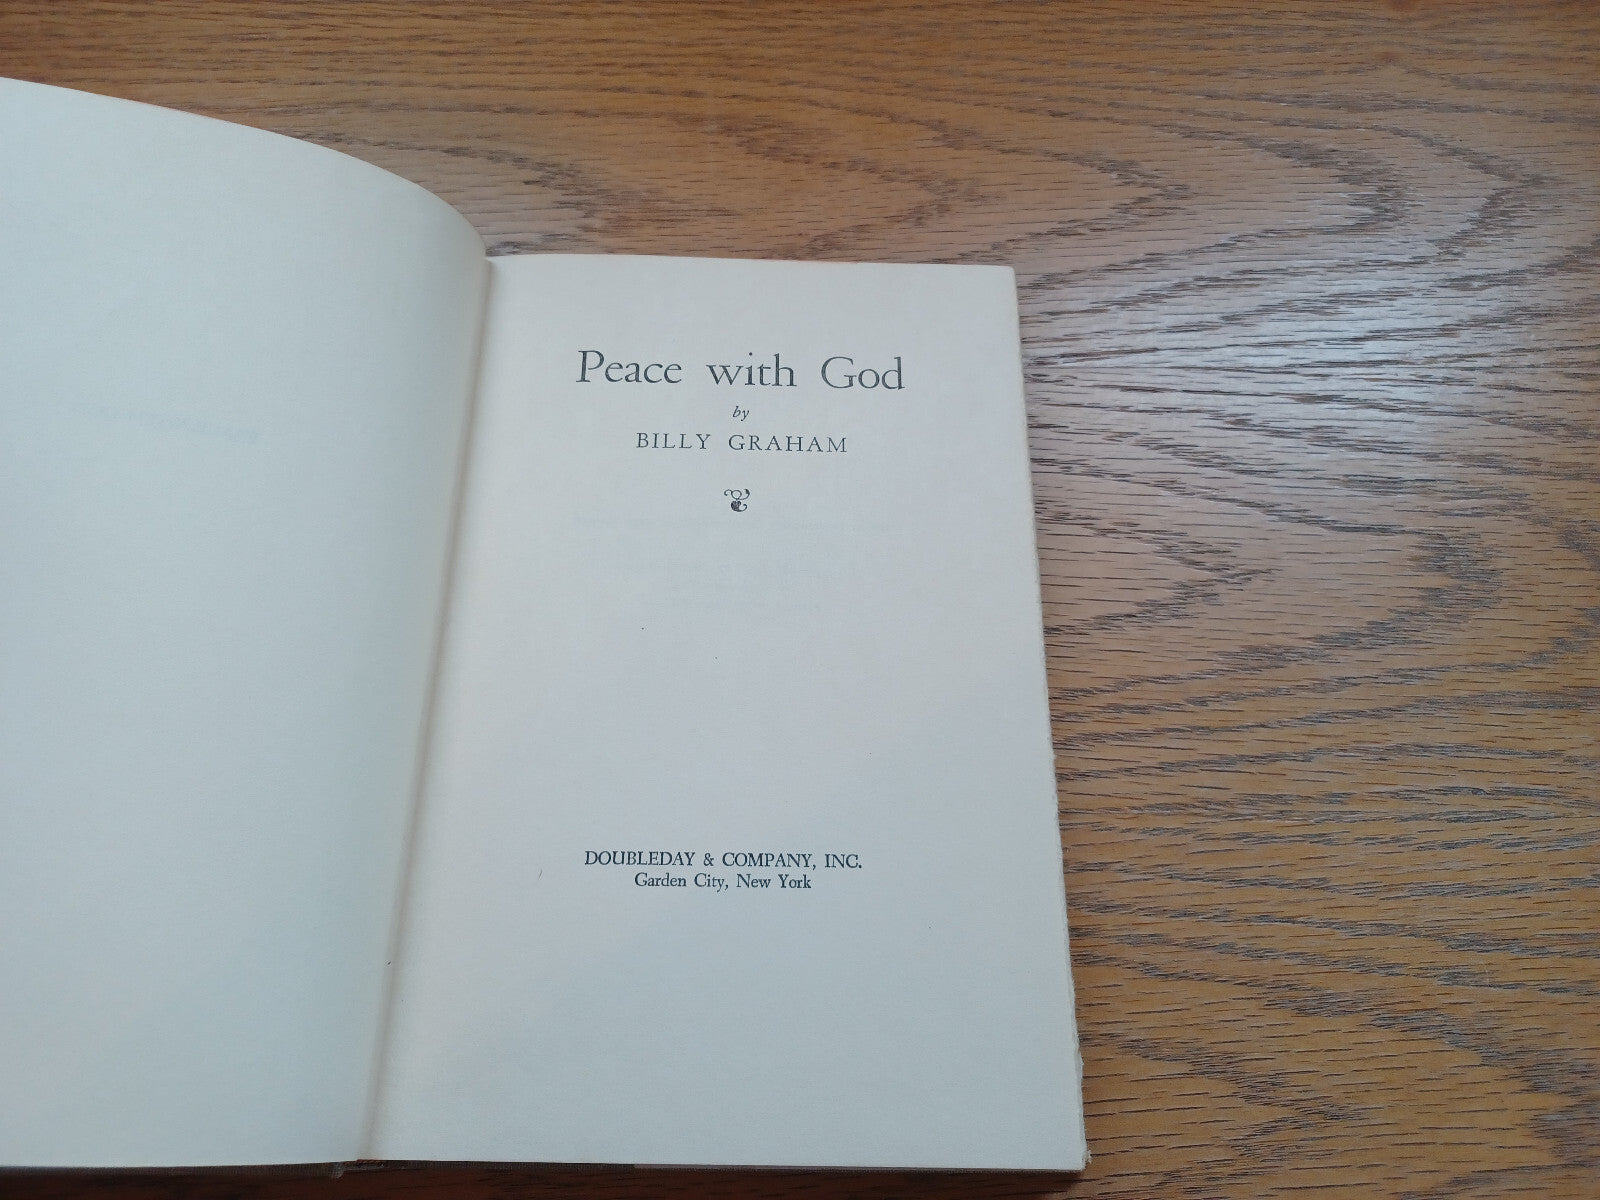 Peace with God
by
BILLY GRAHAM
DOUBLEDAY & COMPANY, INC.
Garden City, New York